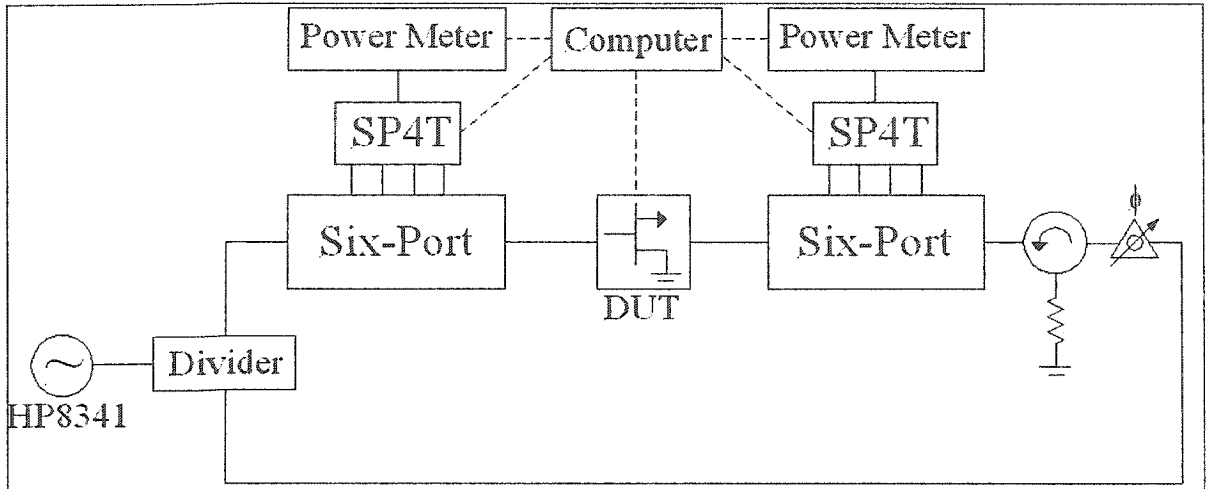 Power Meter
Computer
Power Meter
SP4T
SP4T
Six-Port
Six-Port
ϕ
DUT
Divider
HP8341